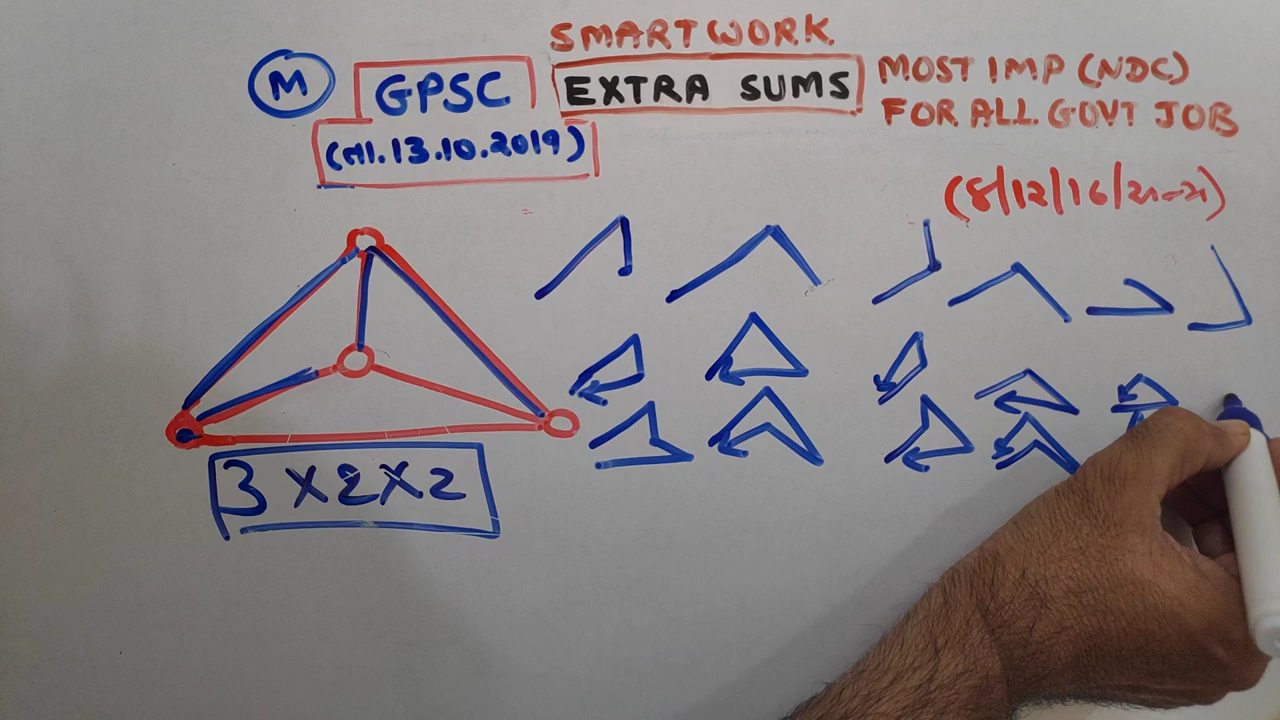 SMARTWORK
M GPSC EXTRA SUMS MOST IMP (NDC)
FOR ALL GOVT JOB
(તા.13.10.2019)
3 X 2 X 2